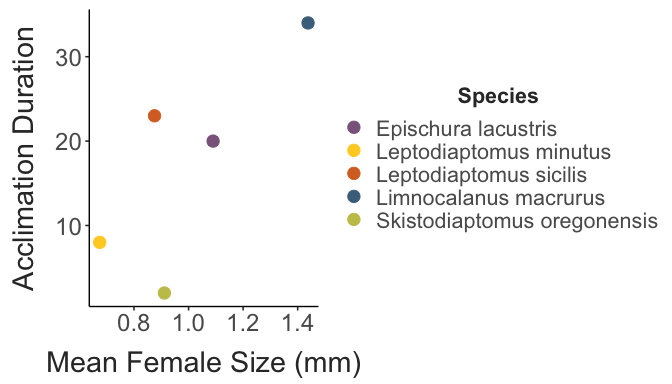 Acclimation Duration
30
20
10
0.8 1.0 1.2 1.4
Mean Female Size (mm)
Species
Epischura lacustris
Leptodiaptomus minutus
Leptodiaptomus sicilis
Limnocalanus macrurus
Skistodiaptomus oregonensis